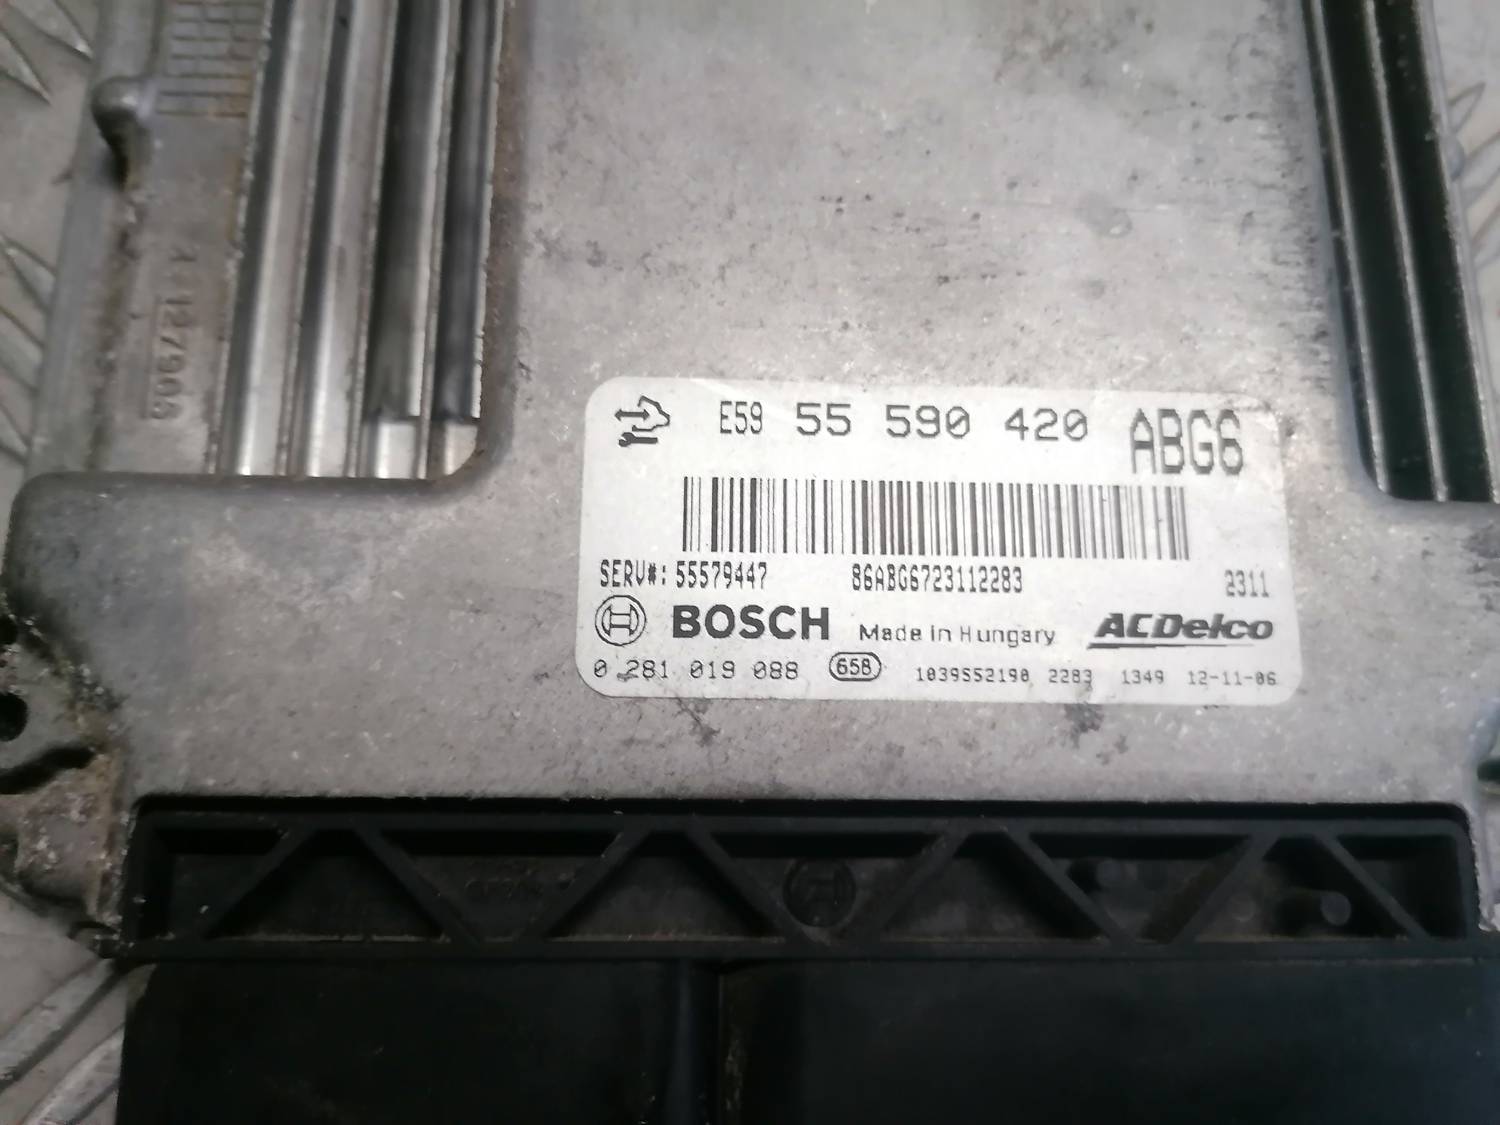 A 127908
E59 55 590 420 ABG6
SERV#: 55579447 86ABG6723112283 2311
BOSCH Made in Hungary ACDelco
0 281 019 088 658 1039S52190 2283 1349 12-11-06